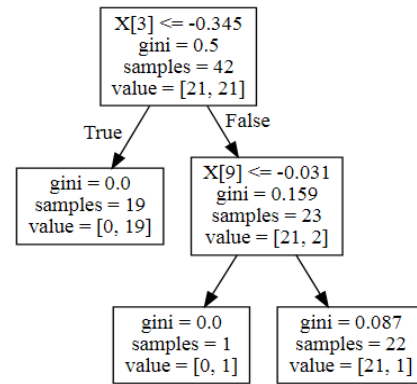 X[3] <= -0.345
gini = 0.5
samples = 42
value = [21, 21]
True
False
gini = 0.0
samples = 19
value = [0, 19]
X[9] <= -0.031
gini = 0.159
samples = 23
value = [21, 2]
gini = 0.0
samples = 1
value = [0, 1]
gini = 0.087
samples = 22
value = [21, 1]